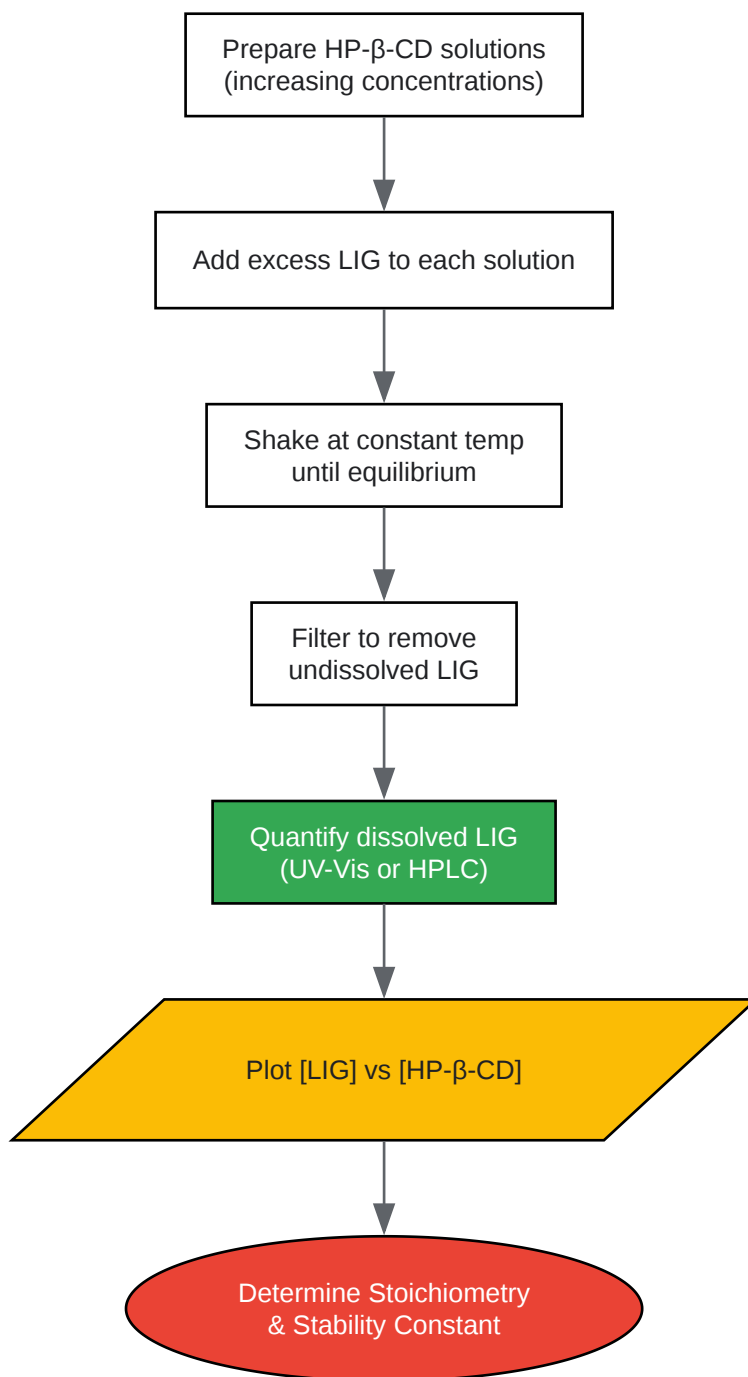 Prepare HP-β-CD solutions
(increasing concentrations)
Add excess LIG to each solution
Shake at constant temp
until equilibrium
Filter to remove
undissolved LIG
Quantify dissolved LIG
(UV-Vis or HPLC)
Plot [LIG] vs [HP-β-CD]
Determine Stoichiometry
& Stability Constant